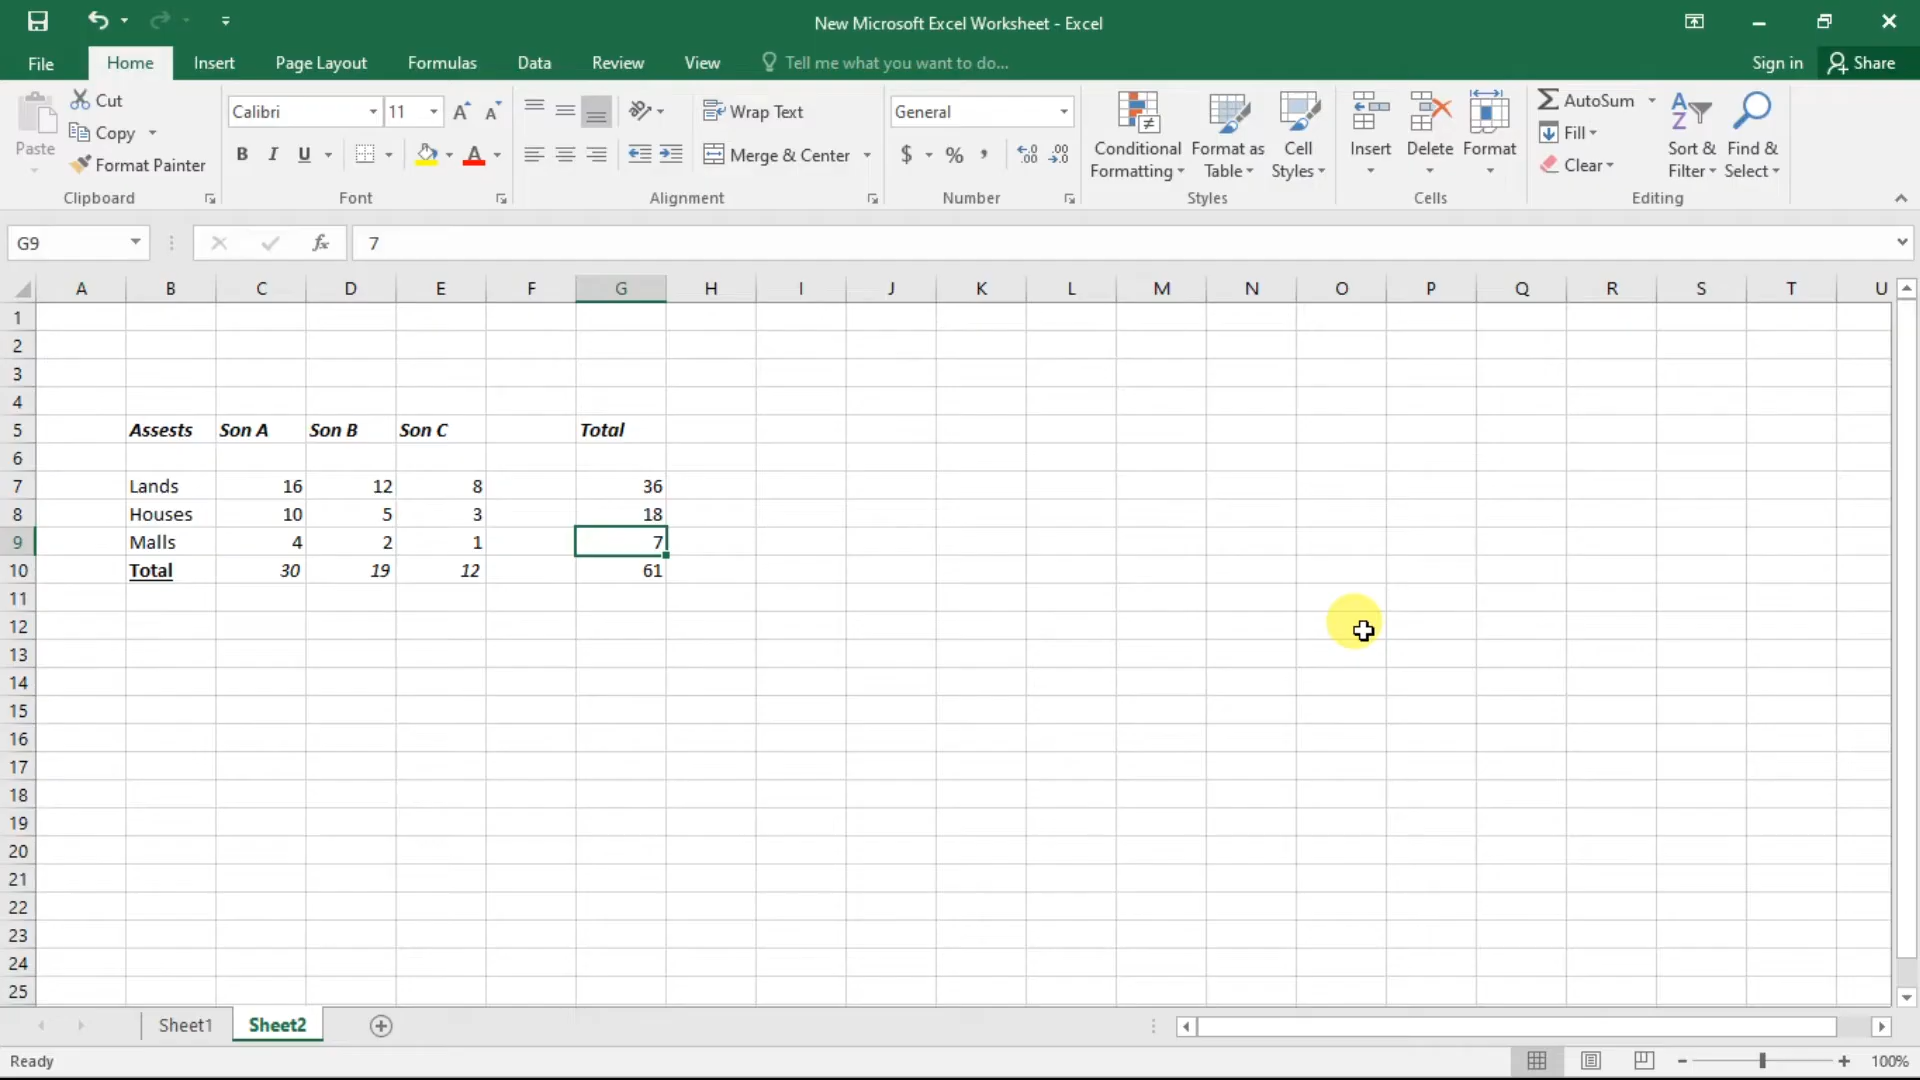 New Microsoft Excel Worksheet - Excel
File Home Insert Page Layout Formulas Data Review View Tell me what you want to do... Sign in Share
Paste Cut Copy Format Painter
Calibri 11
B I U A
Wrap Text
Merge & Center
General
$ %
Conditional Formatting
Format as Table
Cell Styles
Insert Delete Format
AutoSum
Fill
Clear
Sort & Filter
Find & Select
Clipboard Font Alignment Number Styles Cells Editing
G9 fx 7
A B C D E F G H I J K L M N O P Q R S T U
1
2
3
4
5 Assests Son A Son B Son C Total
6
7 Lands 16 12 8 36
8 Houses 10 5 3 18
9 Malls 4 2 1 7
10 Total 30 19 12 61
11
12
13
14
15
16
17
18
19
20
21
22
23
24
25
Sheet1 Sheet2
Ready 100%